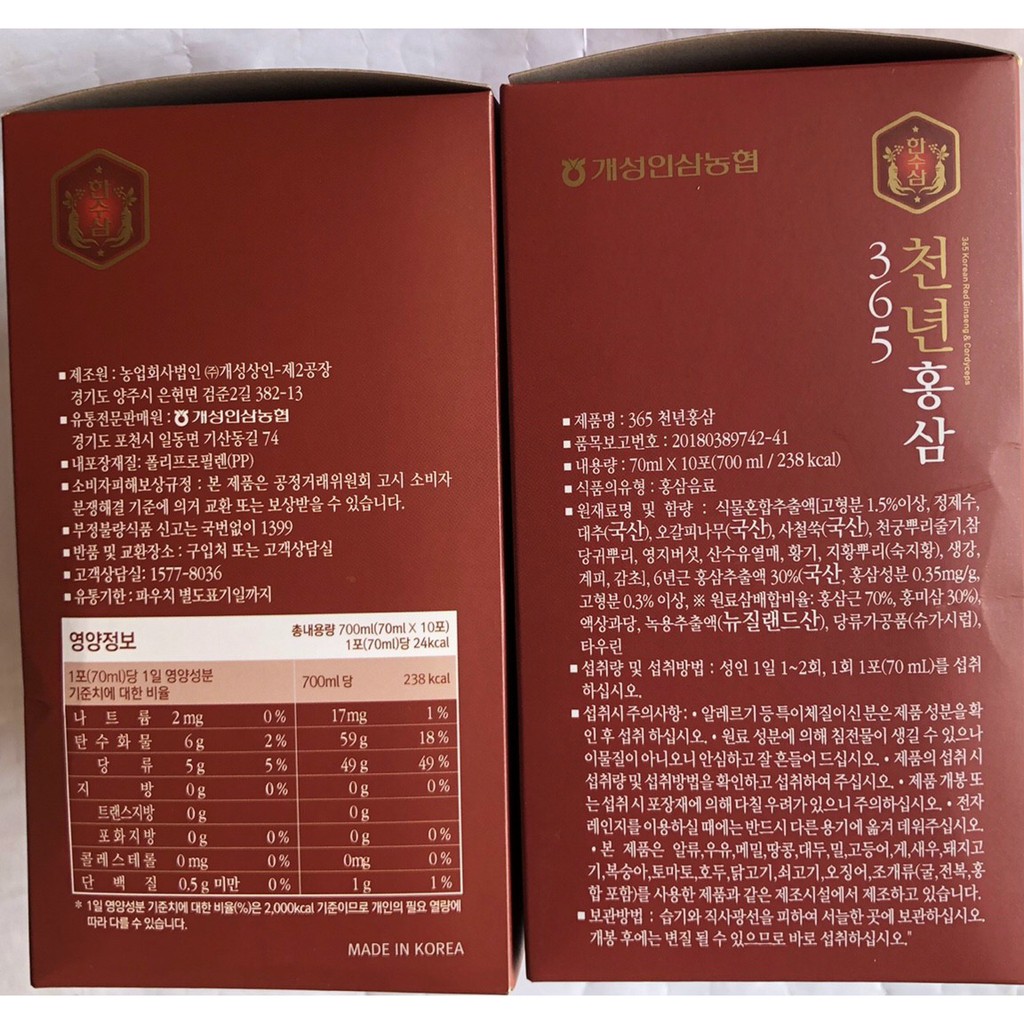 한수삼
■ 제조원 : 농업회사법인 ㈜개성상인-제2공장
경기도 양주시 은현면 검준2길 382-13
■ 유통전문판매원 : 개성인삼농협
경기도 포천시 일동면 기산동길 74
■ 내포장재질: 폴리프로필렌(PP)
■ 소비자피해보상규정 : 본 제품은 공정거래위원회 고시 소비자
분쟁해결 기준에 의거 교환 또는 보상받을 수 있습니다.
■ 부정불량식품 신고는 국번없이 1399
■ 반품 및 교환장소 : 구입처 또는 고객상담실
■ 고객상담실: 1577-8036
■ 유통기한 : 파우치 별도표기일까지
영양정보
총내용량 700ml(70ml X 10포)
1포(70ml)당 24kcal
1포(70ml)당 1일 영양성분
기준치에 대한 비율
700ml 당 238 kcal
나트륨 2 mg 0 % 17mg 1 %
탄수화물 6 g 2 % 59 g 18 %
당류 5 g 5 % 49 g 49 %
지방 0 g 0 % 0 g 0 %
트랜스지방 0 g 0 g
포화지방 0 g 0 % 0 g 0 %
콜레스테롤 0 mg 0 % 0mg 0 %
단백질 0.5 g 미만 0 % 1 g 1 %
* 1일 영양성분 기준치에 대한 비율(%)은 2,000kcal 기준이므로 개인의 필요 열량에
따라 다를 수 있습니다.
MADE IN KOREA
개성인삼농협
한수삼
365 천년홍삼
365 Korean Red Ginseng & Cordyceps
■ 제품명 : 365 천년홍삼
■ 품목보고번호 : 20180389742-41
■ 내용량 : 70ml X 10포(700 ml / 238 kcal)
■ 식품의유형 : 홍삼음료
■ 원재료명 및 함량 : 식물혼합추출액[고형분 1.5%이상, 정제수,
대추(국산), 오갈피나무(국산), 사철쑥(국산), 천궁뿌리줄기,참
당귀뿌리, 영지버섯, 산수유열매, 황기, 지황뿌리(숙지황), 생강,
계피, 감초], 6년근 홍삼추출액 30%(국산, 홍삼성분 0.35mg/g,
고형분 0.3% 이상, ※ 원료삼배합비율: 홍삼근 70%, 홍미삼 30%),
액상과당, 녹용추출액(뉴질랜드산), 당류가공품(슈가시럽),
타우린
■ 섭취량 및 섭취방법 : 성인 1일 1~2회, 1회 1포(70 mL)를 섭취
하십시오.
■ 섭취시 주의사항 : • 알레르기 등 특이체질이신 분은 제품 성분을 확
인 후 섭취 하십시오. • 원료 성분에 의해 침전물이 생길 수 있으나
이물질이 아니오니 안심하고 잘 흔들어 드십시오. • 제품의 섭취 시
섭취량 및 섭취방법을 확인하고 섭취하여 주십시오. • 제품 개봉 또
는 섭취 시 포장재에 의해 다칠 우려가 있으니 주의하십시오. • 전자
레인지를 이용하실 때에는 반드시 다른 용기에 옮겨 데워주십시오.
• 본 제품은 알류,우유,메밀,땅콩,대두,밀,고등어,게,새우,돼지고
기,복숭아,토마토,호두,닭고기,쇠고기,오징어,조개류(굴,전복,홍
합 포함)를 사용한 제품과 같은 제조시설에서 제조하고 있습니다.
■ 보관방법 : 습기와 직사광선을 피하여 서늘한 곳에 보관하십시오.
개봉 후에는 변질 될 수 있으므로 바로 섭취하십시오."